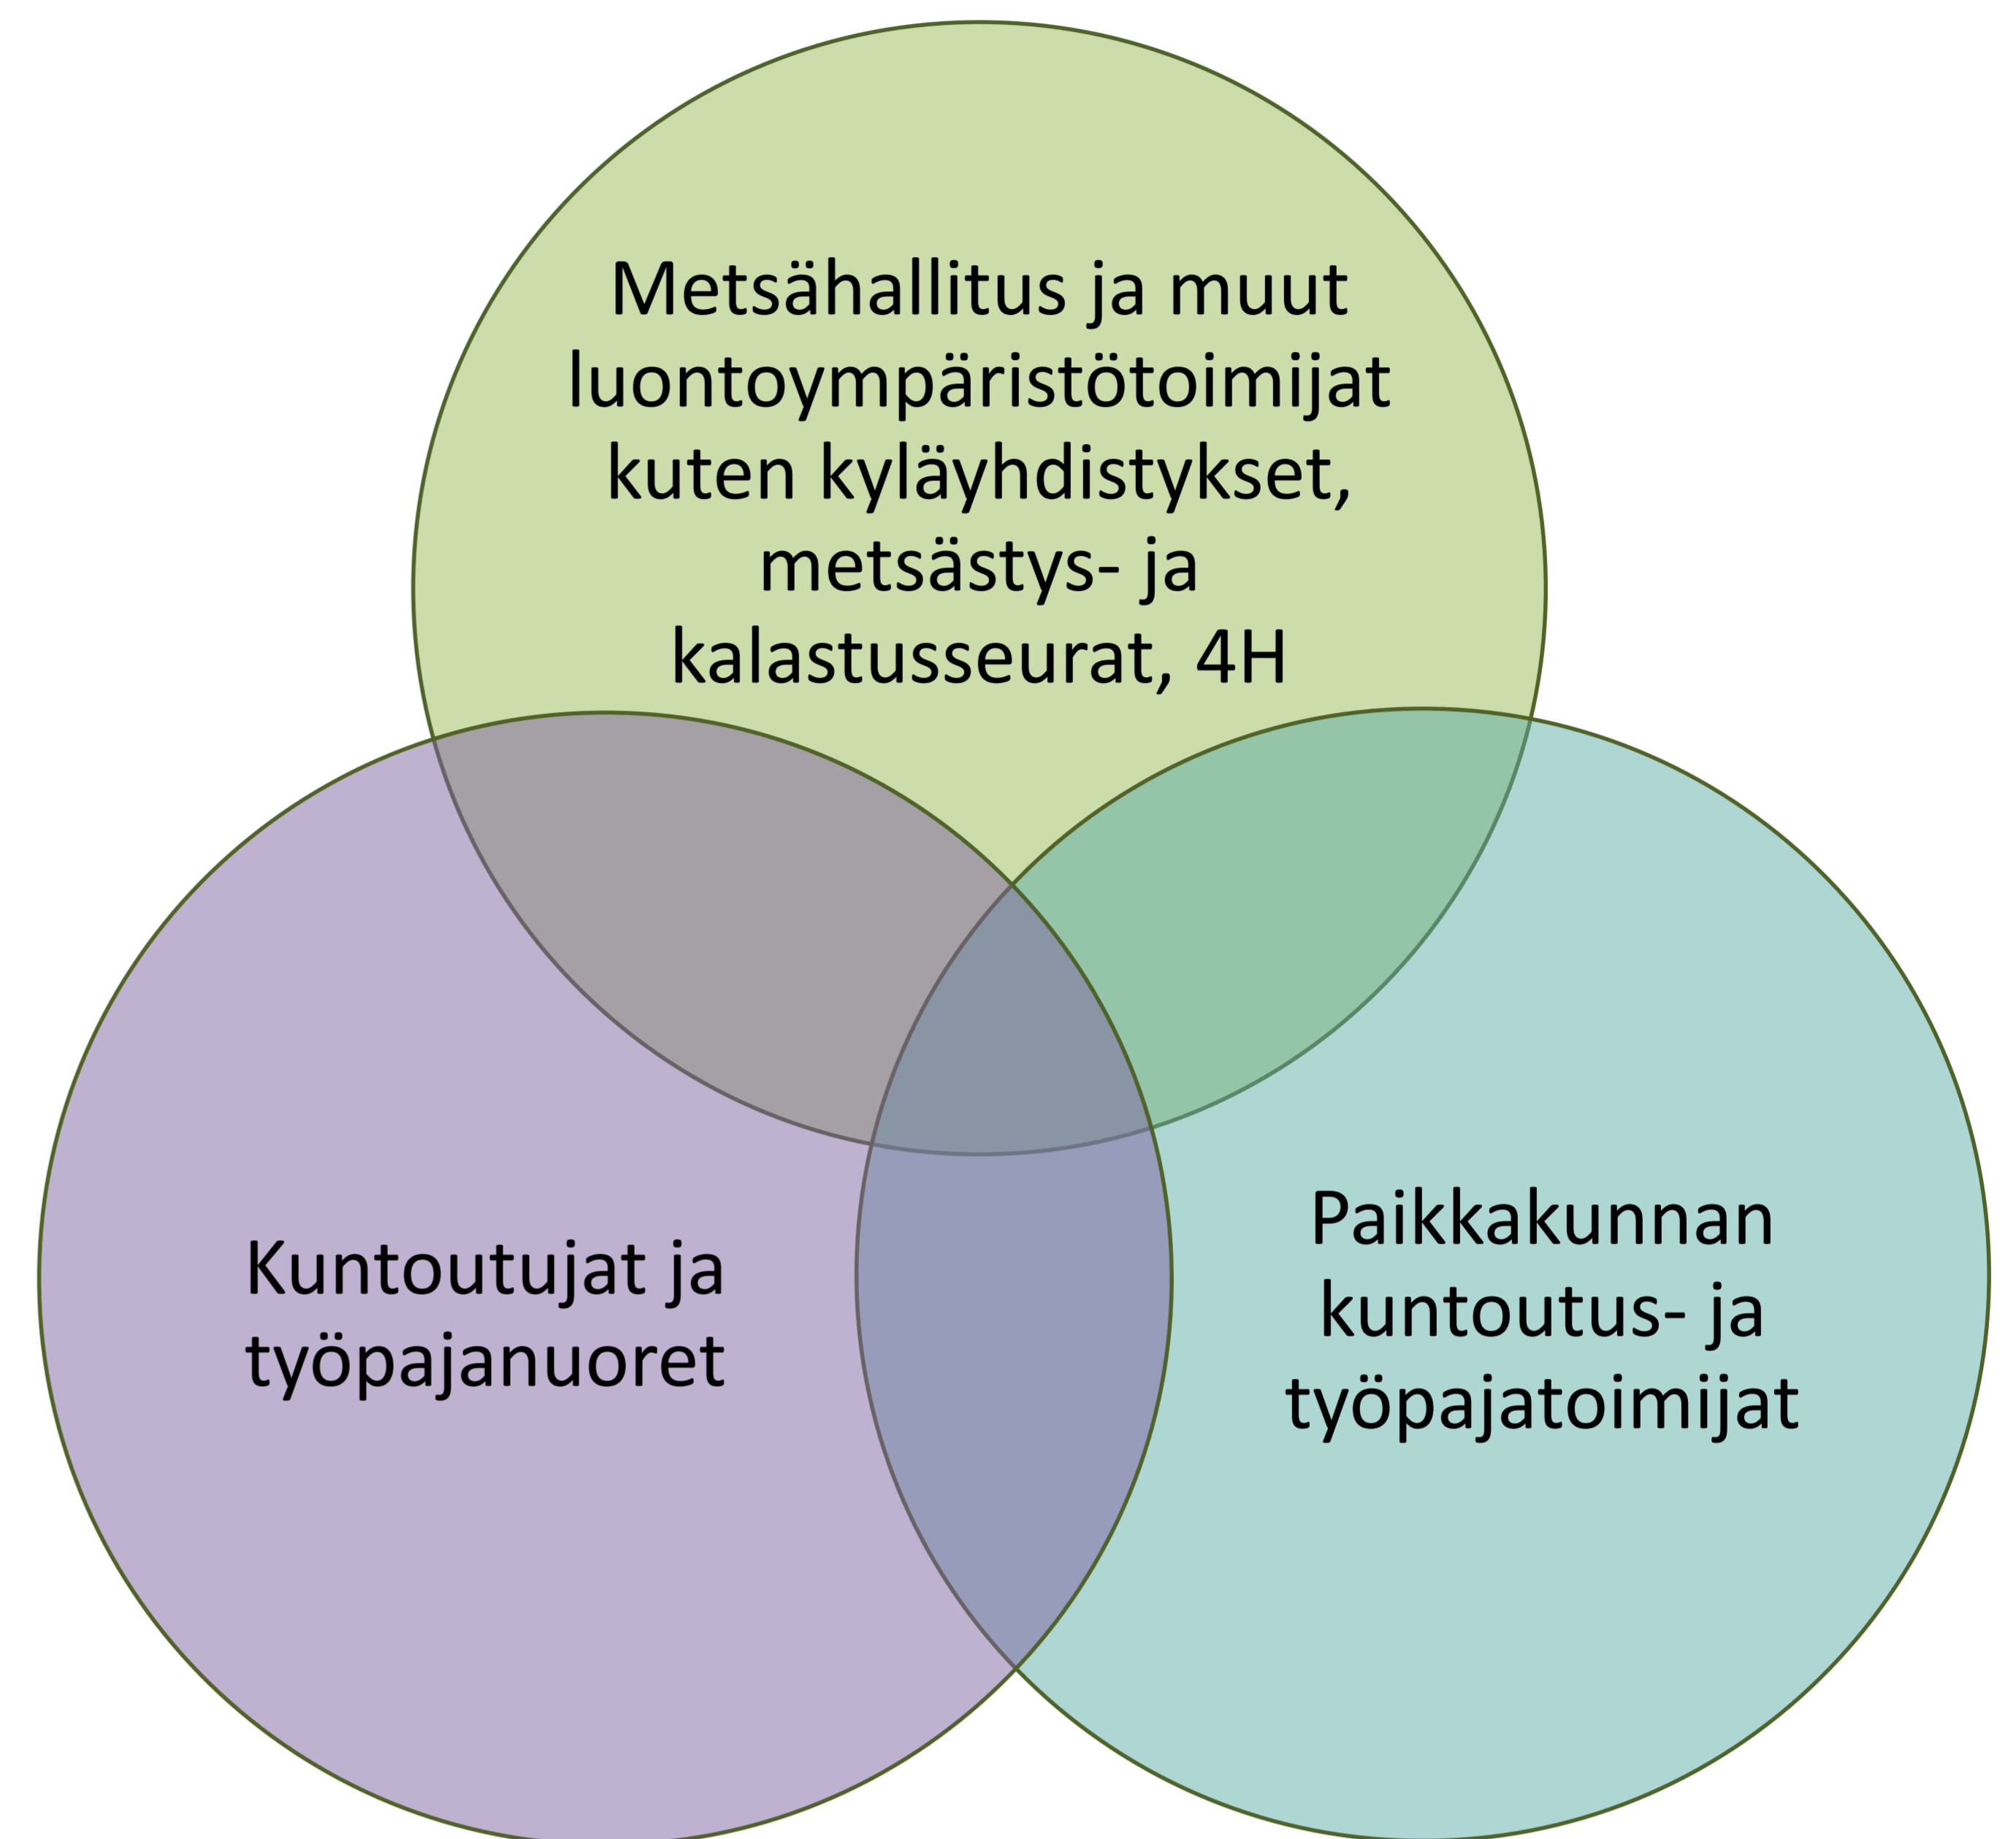 Metsähallitus ja muut
luontoympäristötoimijat
kuten kyläyhdistykset,
metsästys- ja
kalastusseurat, 4H
Kuntoutujat ja
työpajanuoret
Paikkakunnan
kuntoutus- ja
työpajatoimijat